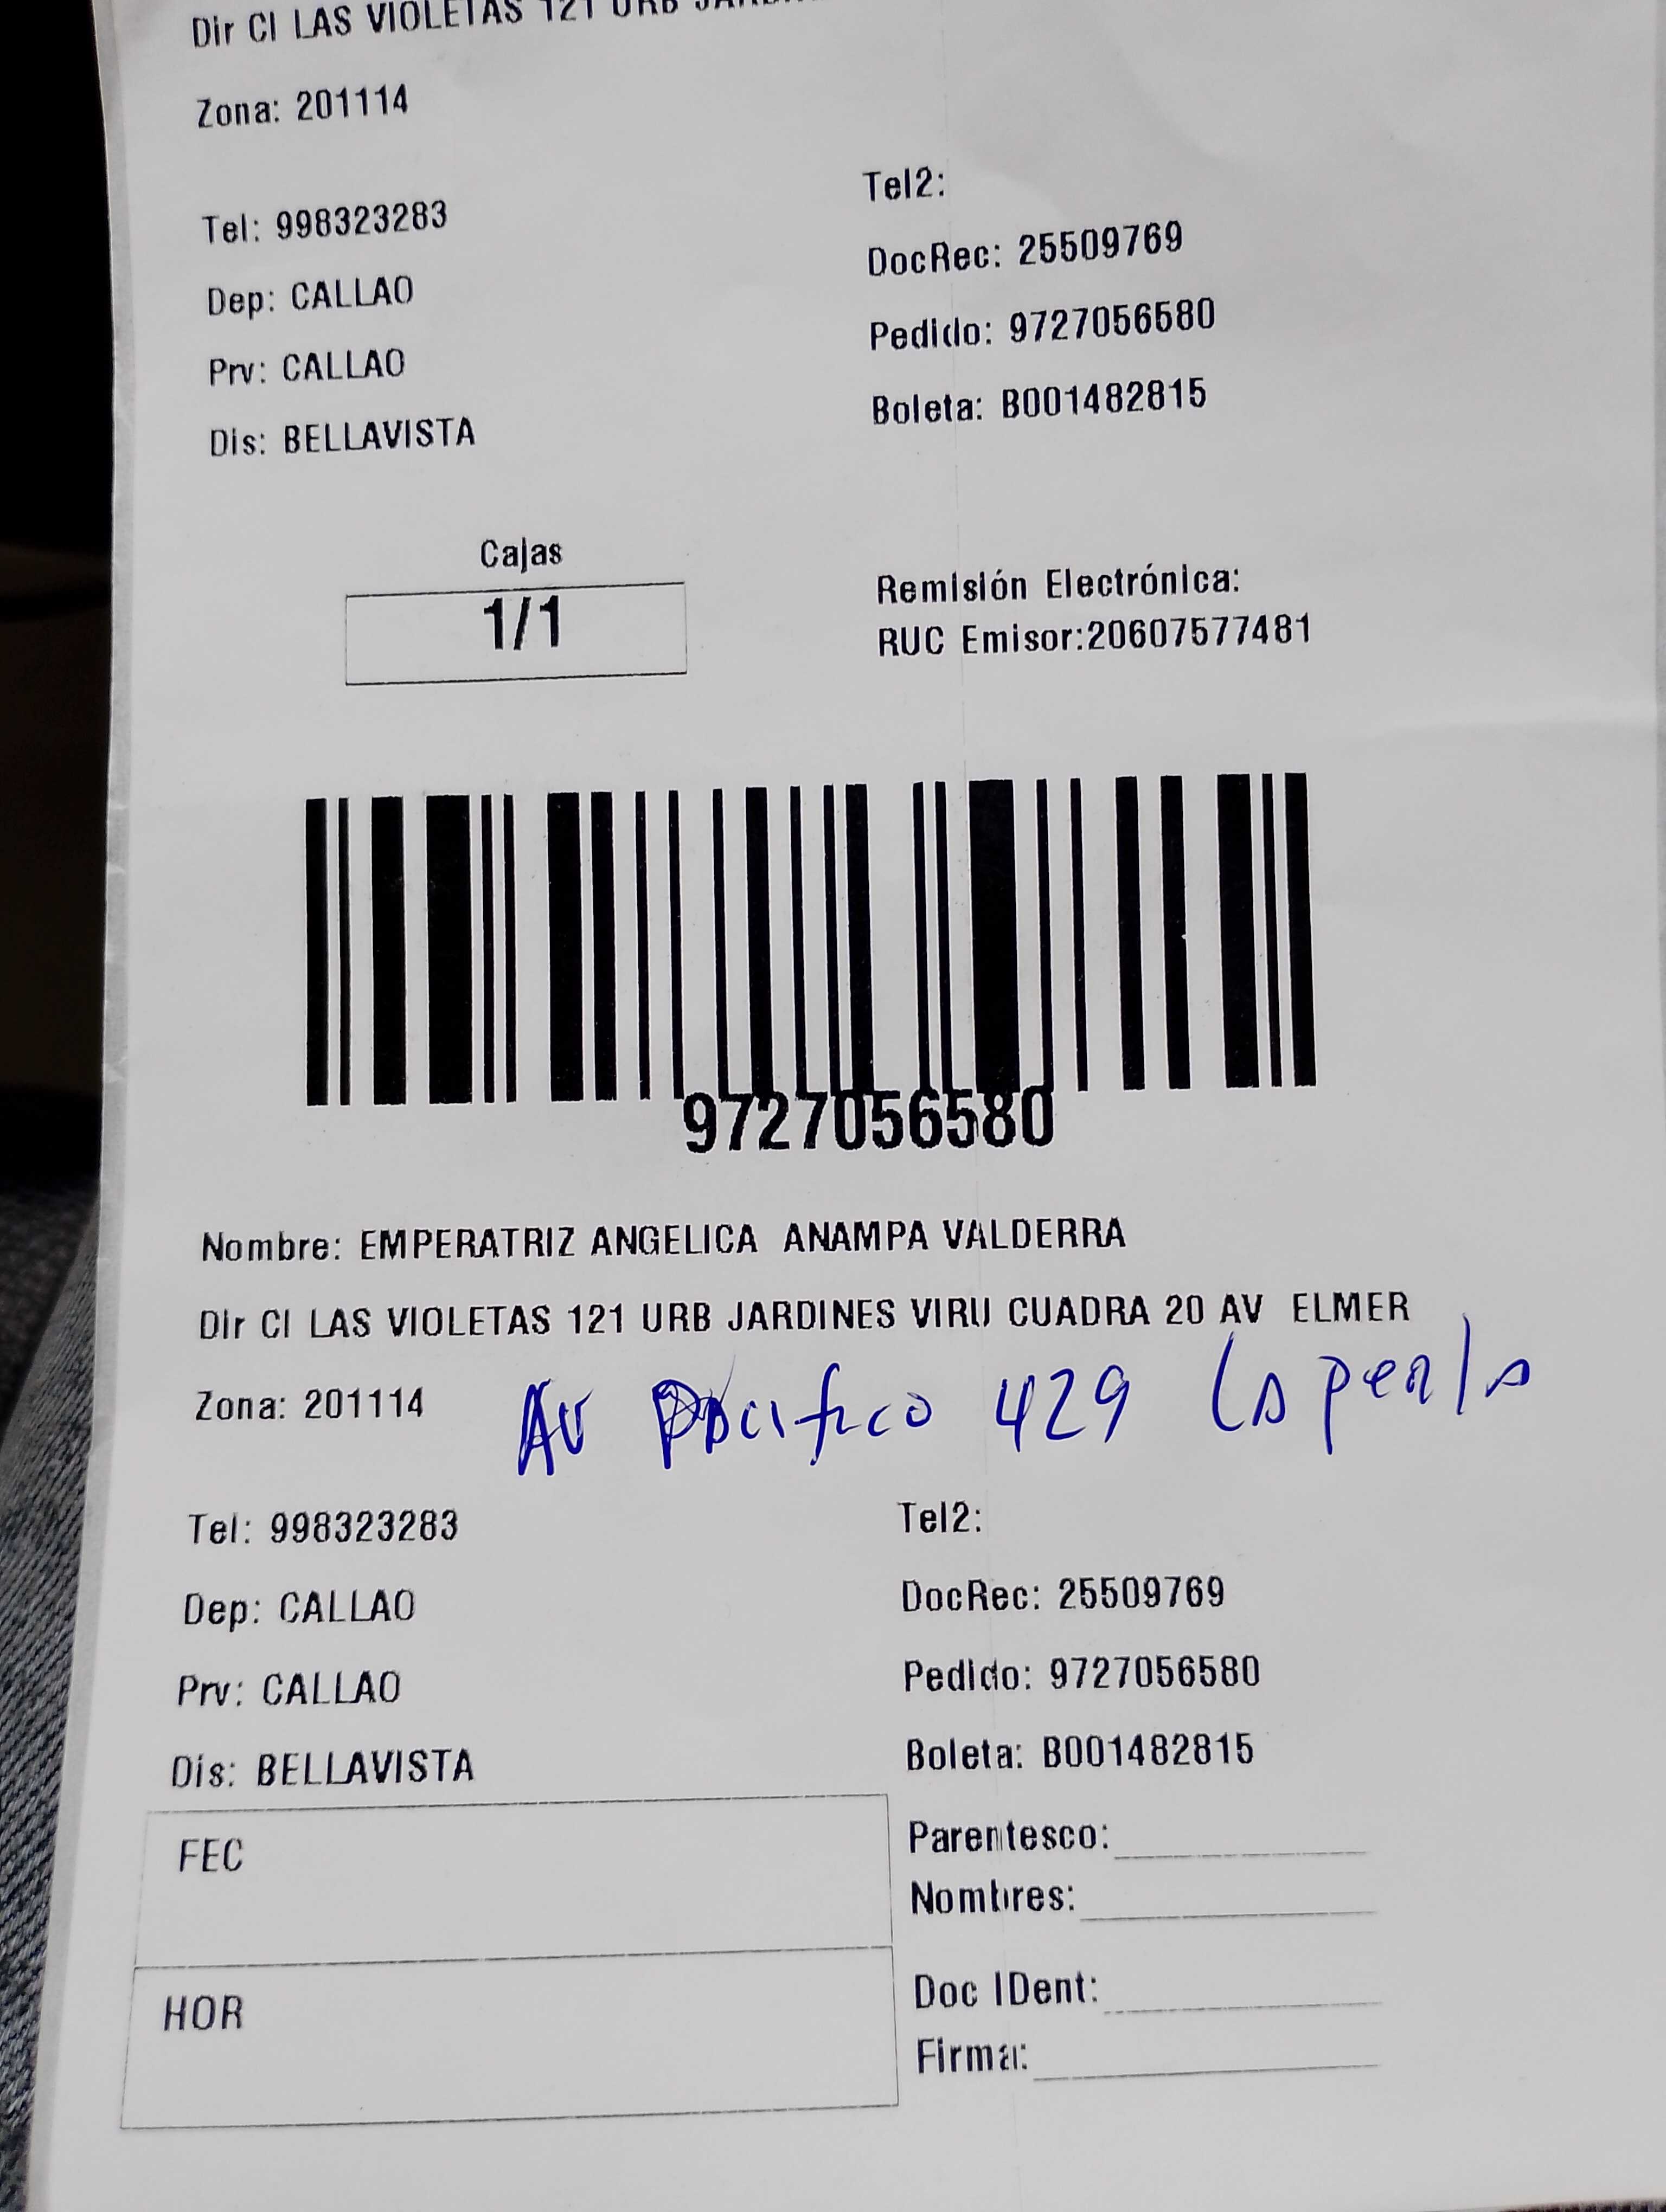 Dir Cl LAS VIOLETAS 121 URB
Zona: 201114
Tel: 998323283
Tel2:
Dep: CALLAO
DocRec: 25509769
Prv: CALLAO
Pedido: 9727056580
Dis: BELLAVISTA
Boleta: B001482815
Cajas
1/1
Remisión Electrónica:
RUC Emisor:20607577481
9727056580
Nombre: EMPERATRIZ ANGELICA ANAMPA VALDERRA
Dir Cl LAS VIOLETAS 121 URB JARDINES VIRU CUADRA 20 AV ELMER
Zona: 201114
Av Pacifico 429 La perla
Tel: 998323283
Tel2:
Dep: CALLAO
DocRec: 25509769
Prv: CALLAO
Pedido: 9727056580
Dis: BELLAVISTA
Boleta: B001482815
FEC
Parentesco:
Nombres:
HOR
Doc IDent:
Firma: